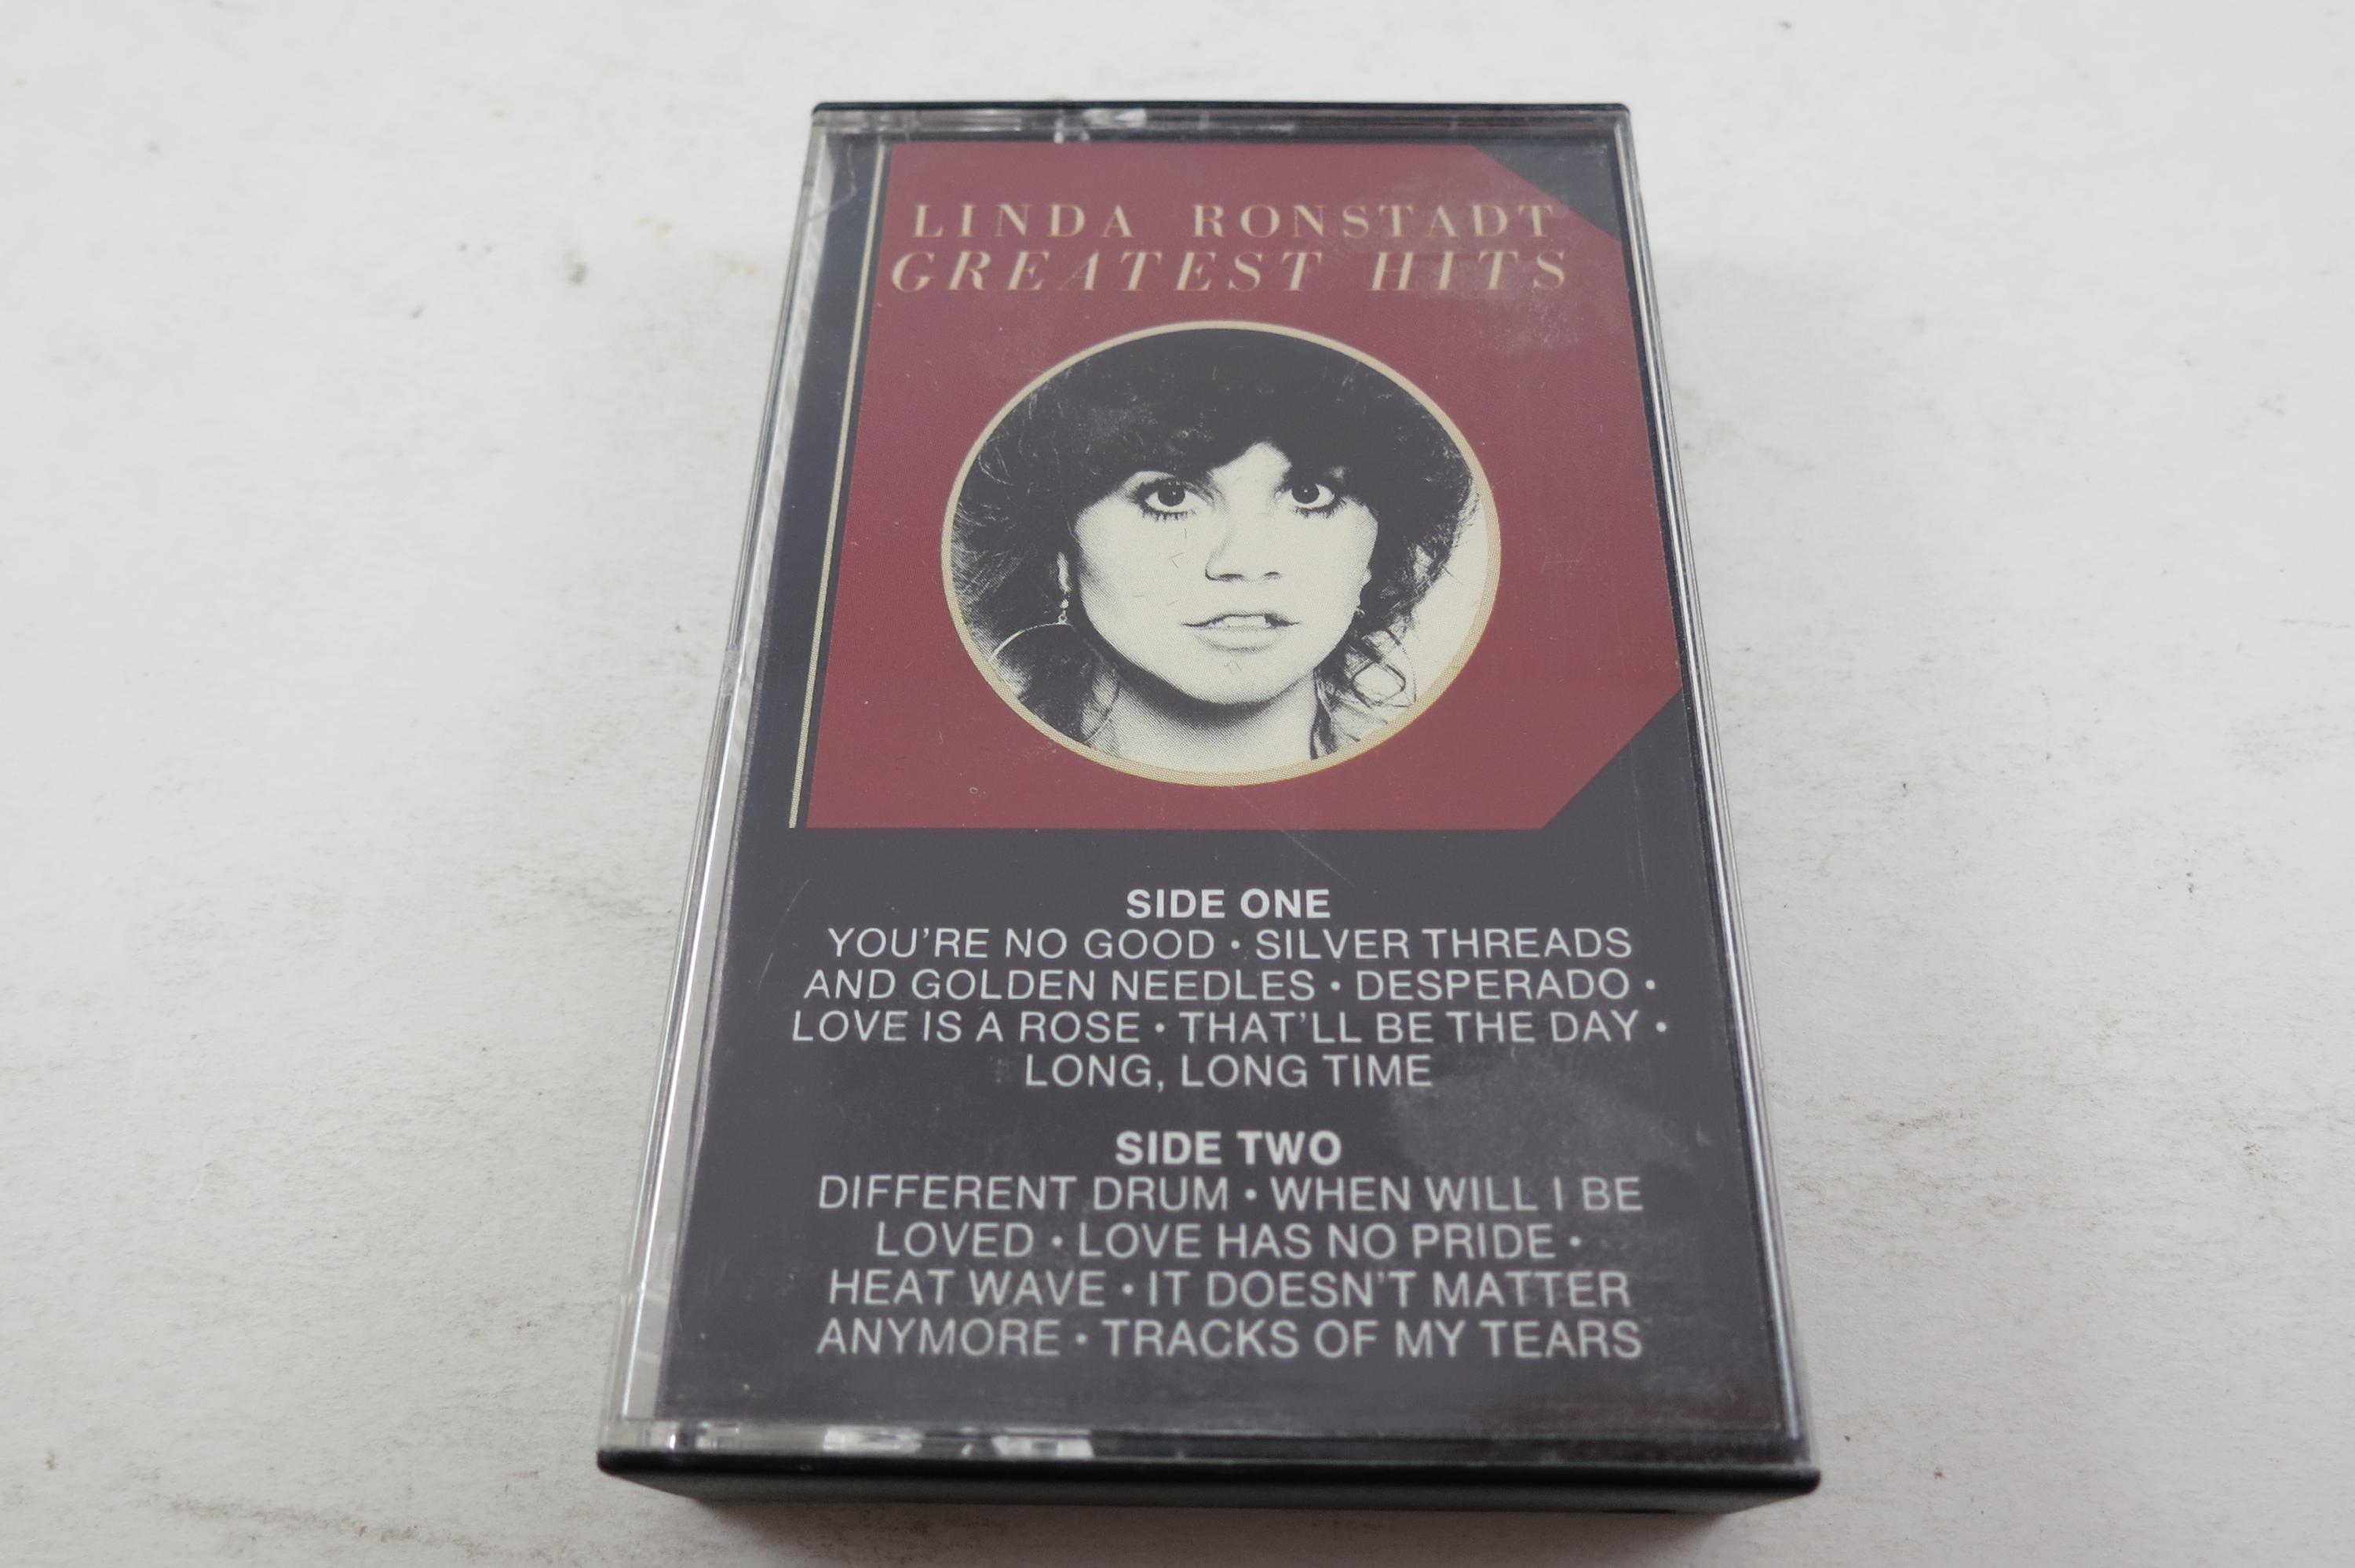 LINDA RONSTADT
GREATEST HITS
SIDE ONE
YOU'RE NO GOOD • SILVER THREADS
AND GOLDEN NEEDLES • DESPERADO •
LOVE IS A ROSE • THAT'LL BE THE DAY •
LONG, LONG TIME
SIDE TWO
DIFFERENT DRUM • WHEN WILL I BE
LOVED • LOVE HAS NO PRIDE •
HEAT WAVE • IT DOESN'T MATTER
ANYMORE • TRACKS OF MY TEARS